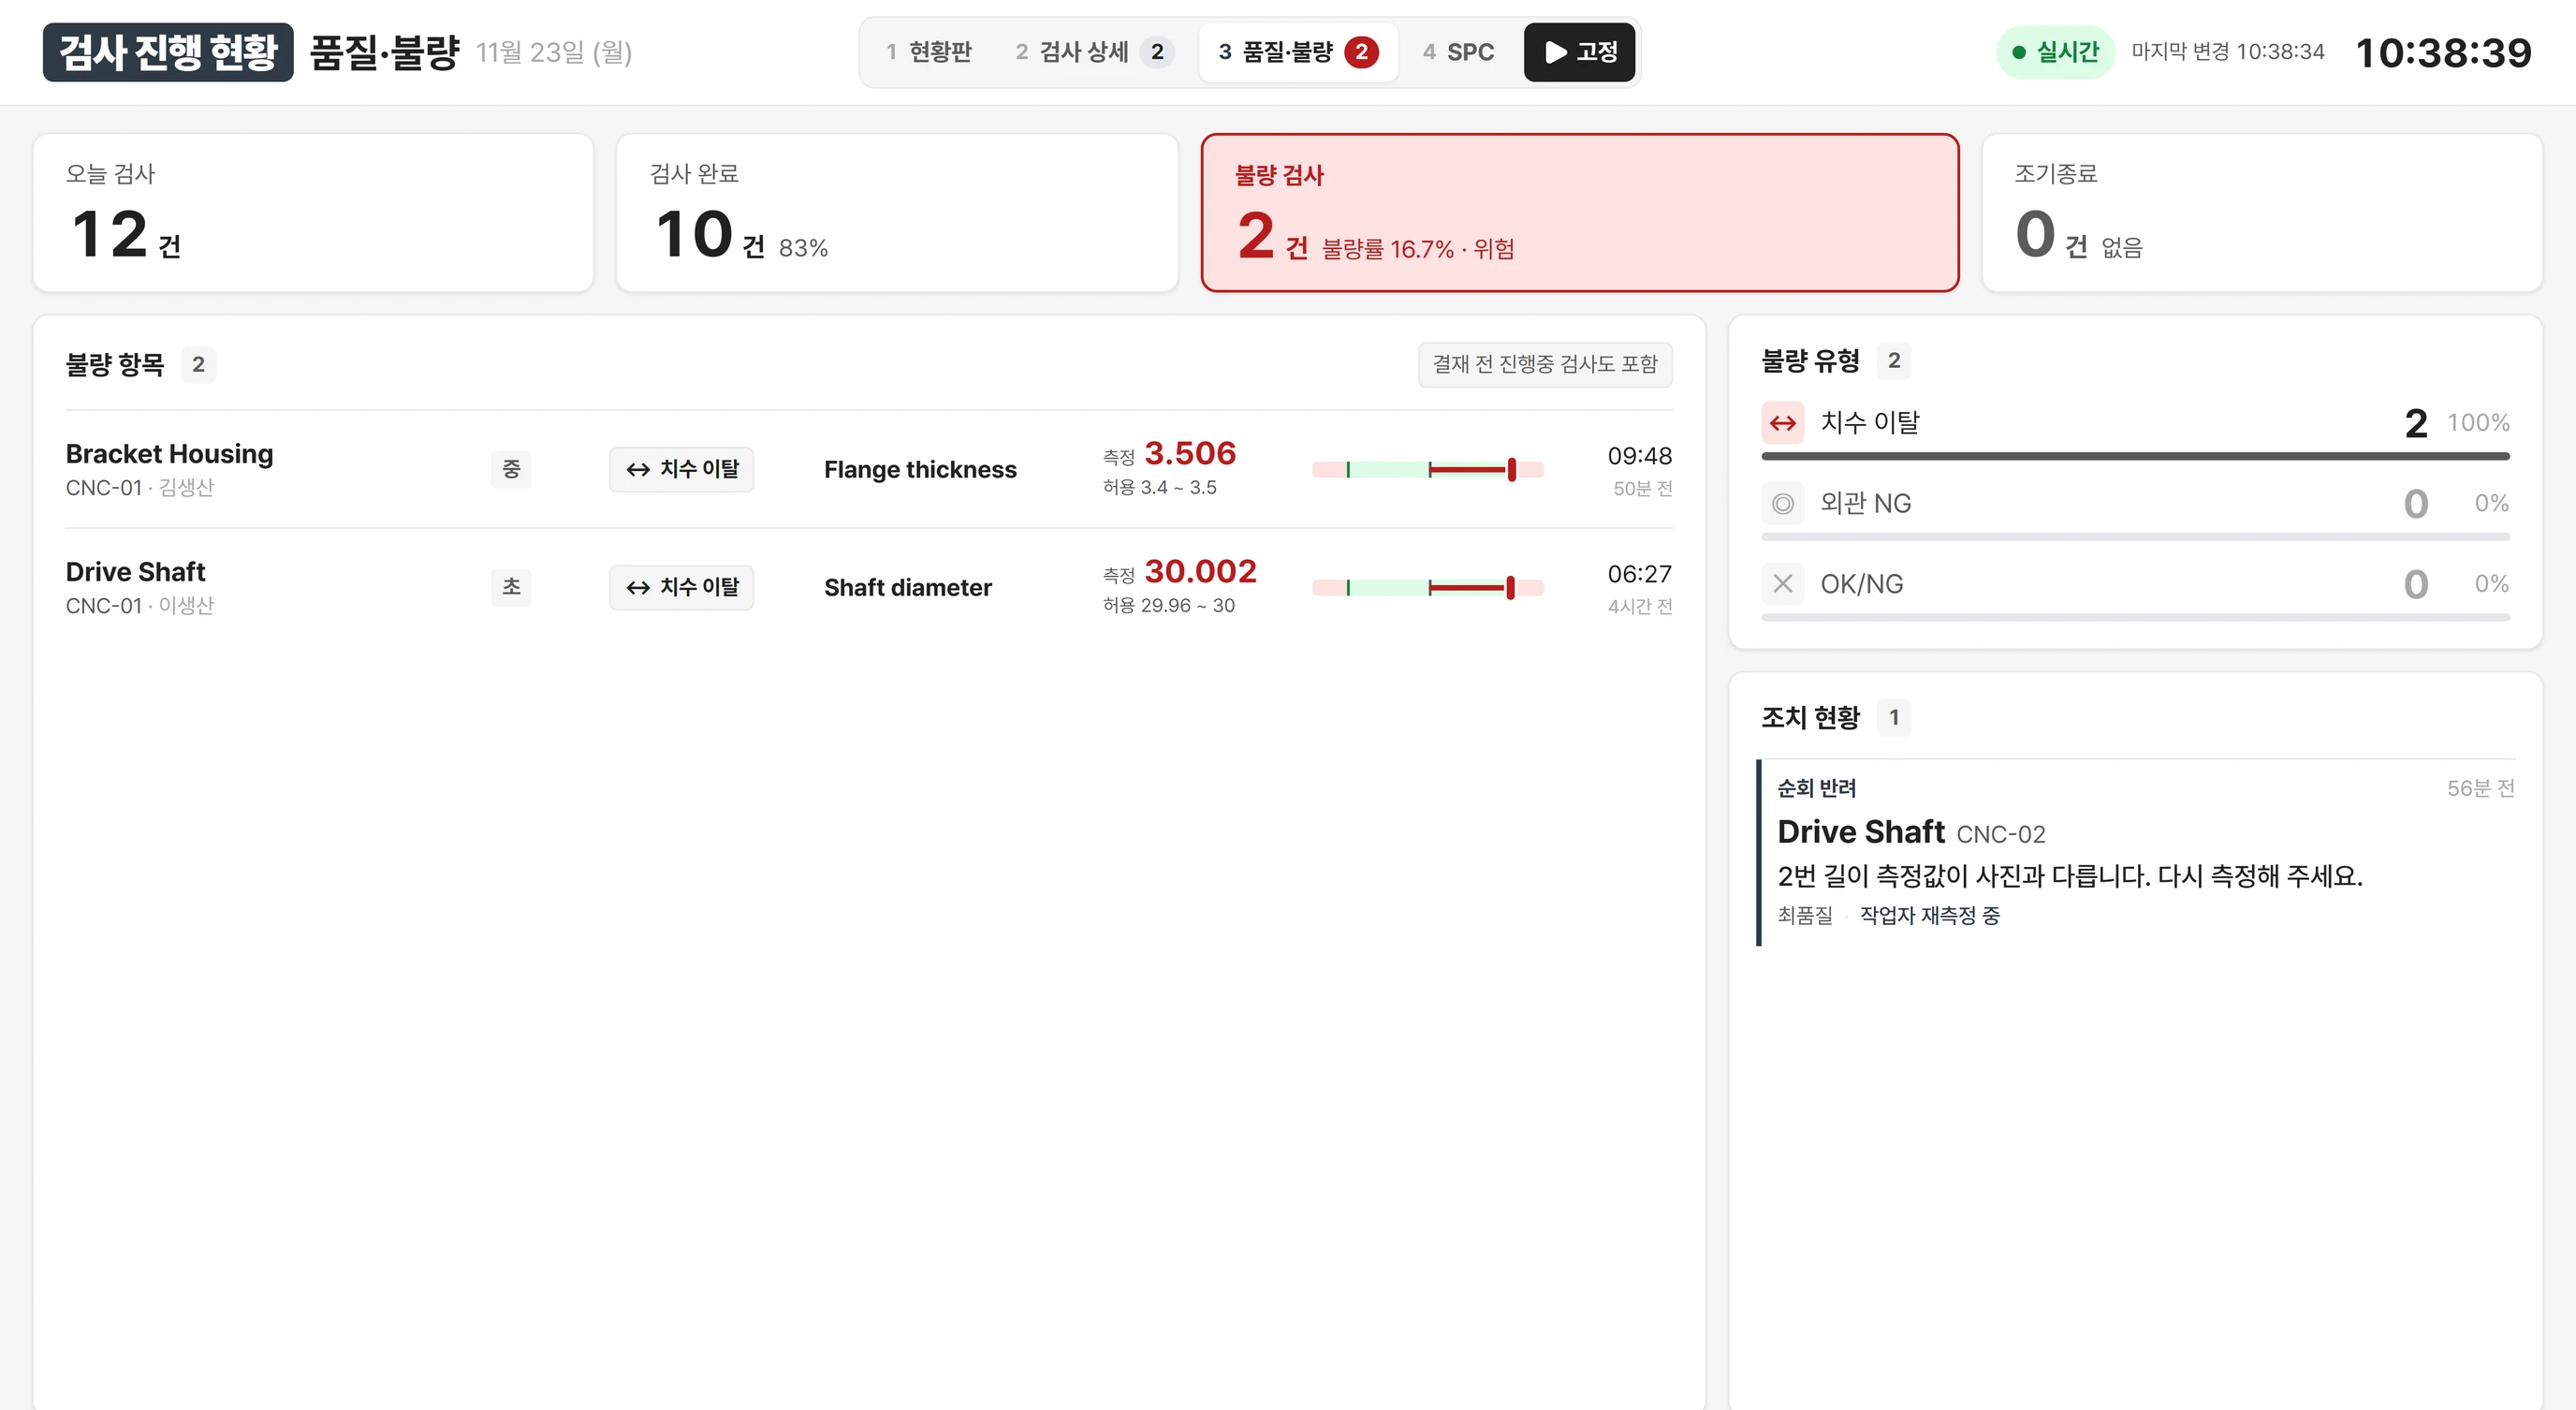 검사 진행 현황 품질·불량 11월 23일 (월)
1 현황판 2 검사 상세 2 3 품질·불량 2 4 SPC 고정
실시간 마지막 변경 10:38:34 10:38:39
오늘 검사
12 건
검사 완료
10 건 83%
불량 검사
2 건 불량률 16.7% · 위험
조기종료
0 건 없음
불량 항목 2
결재 전 진행중 검사도 포함
Bracket Housing
CNC-01 · 김생산
중
치수 이탈
Flange thickness
측정 3.506
허용 3.4 ~ 3.5
09:48
50분 전
Drive Shaft
CNC-01 · 이생산
초
치수 이탈
Shaft diameter
측정 30.002
허용 29.96 ~ 30
06:27
4시간 전
불량 유형 2
치수 이탈 2 100%
외관 NG 0 0%
OK/NG 0 0%
조치 현황 1
순회 반려 56분 전
Drive Shaft CNC-02
2번 길이 측정값이 사진과 다릅니다. 다시 측정해 주세요.
최품질 · 작업자 재측정 중